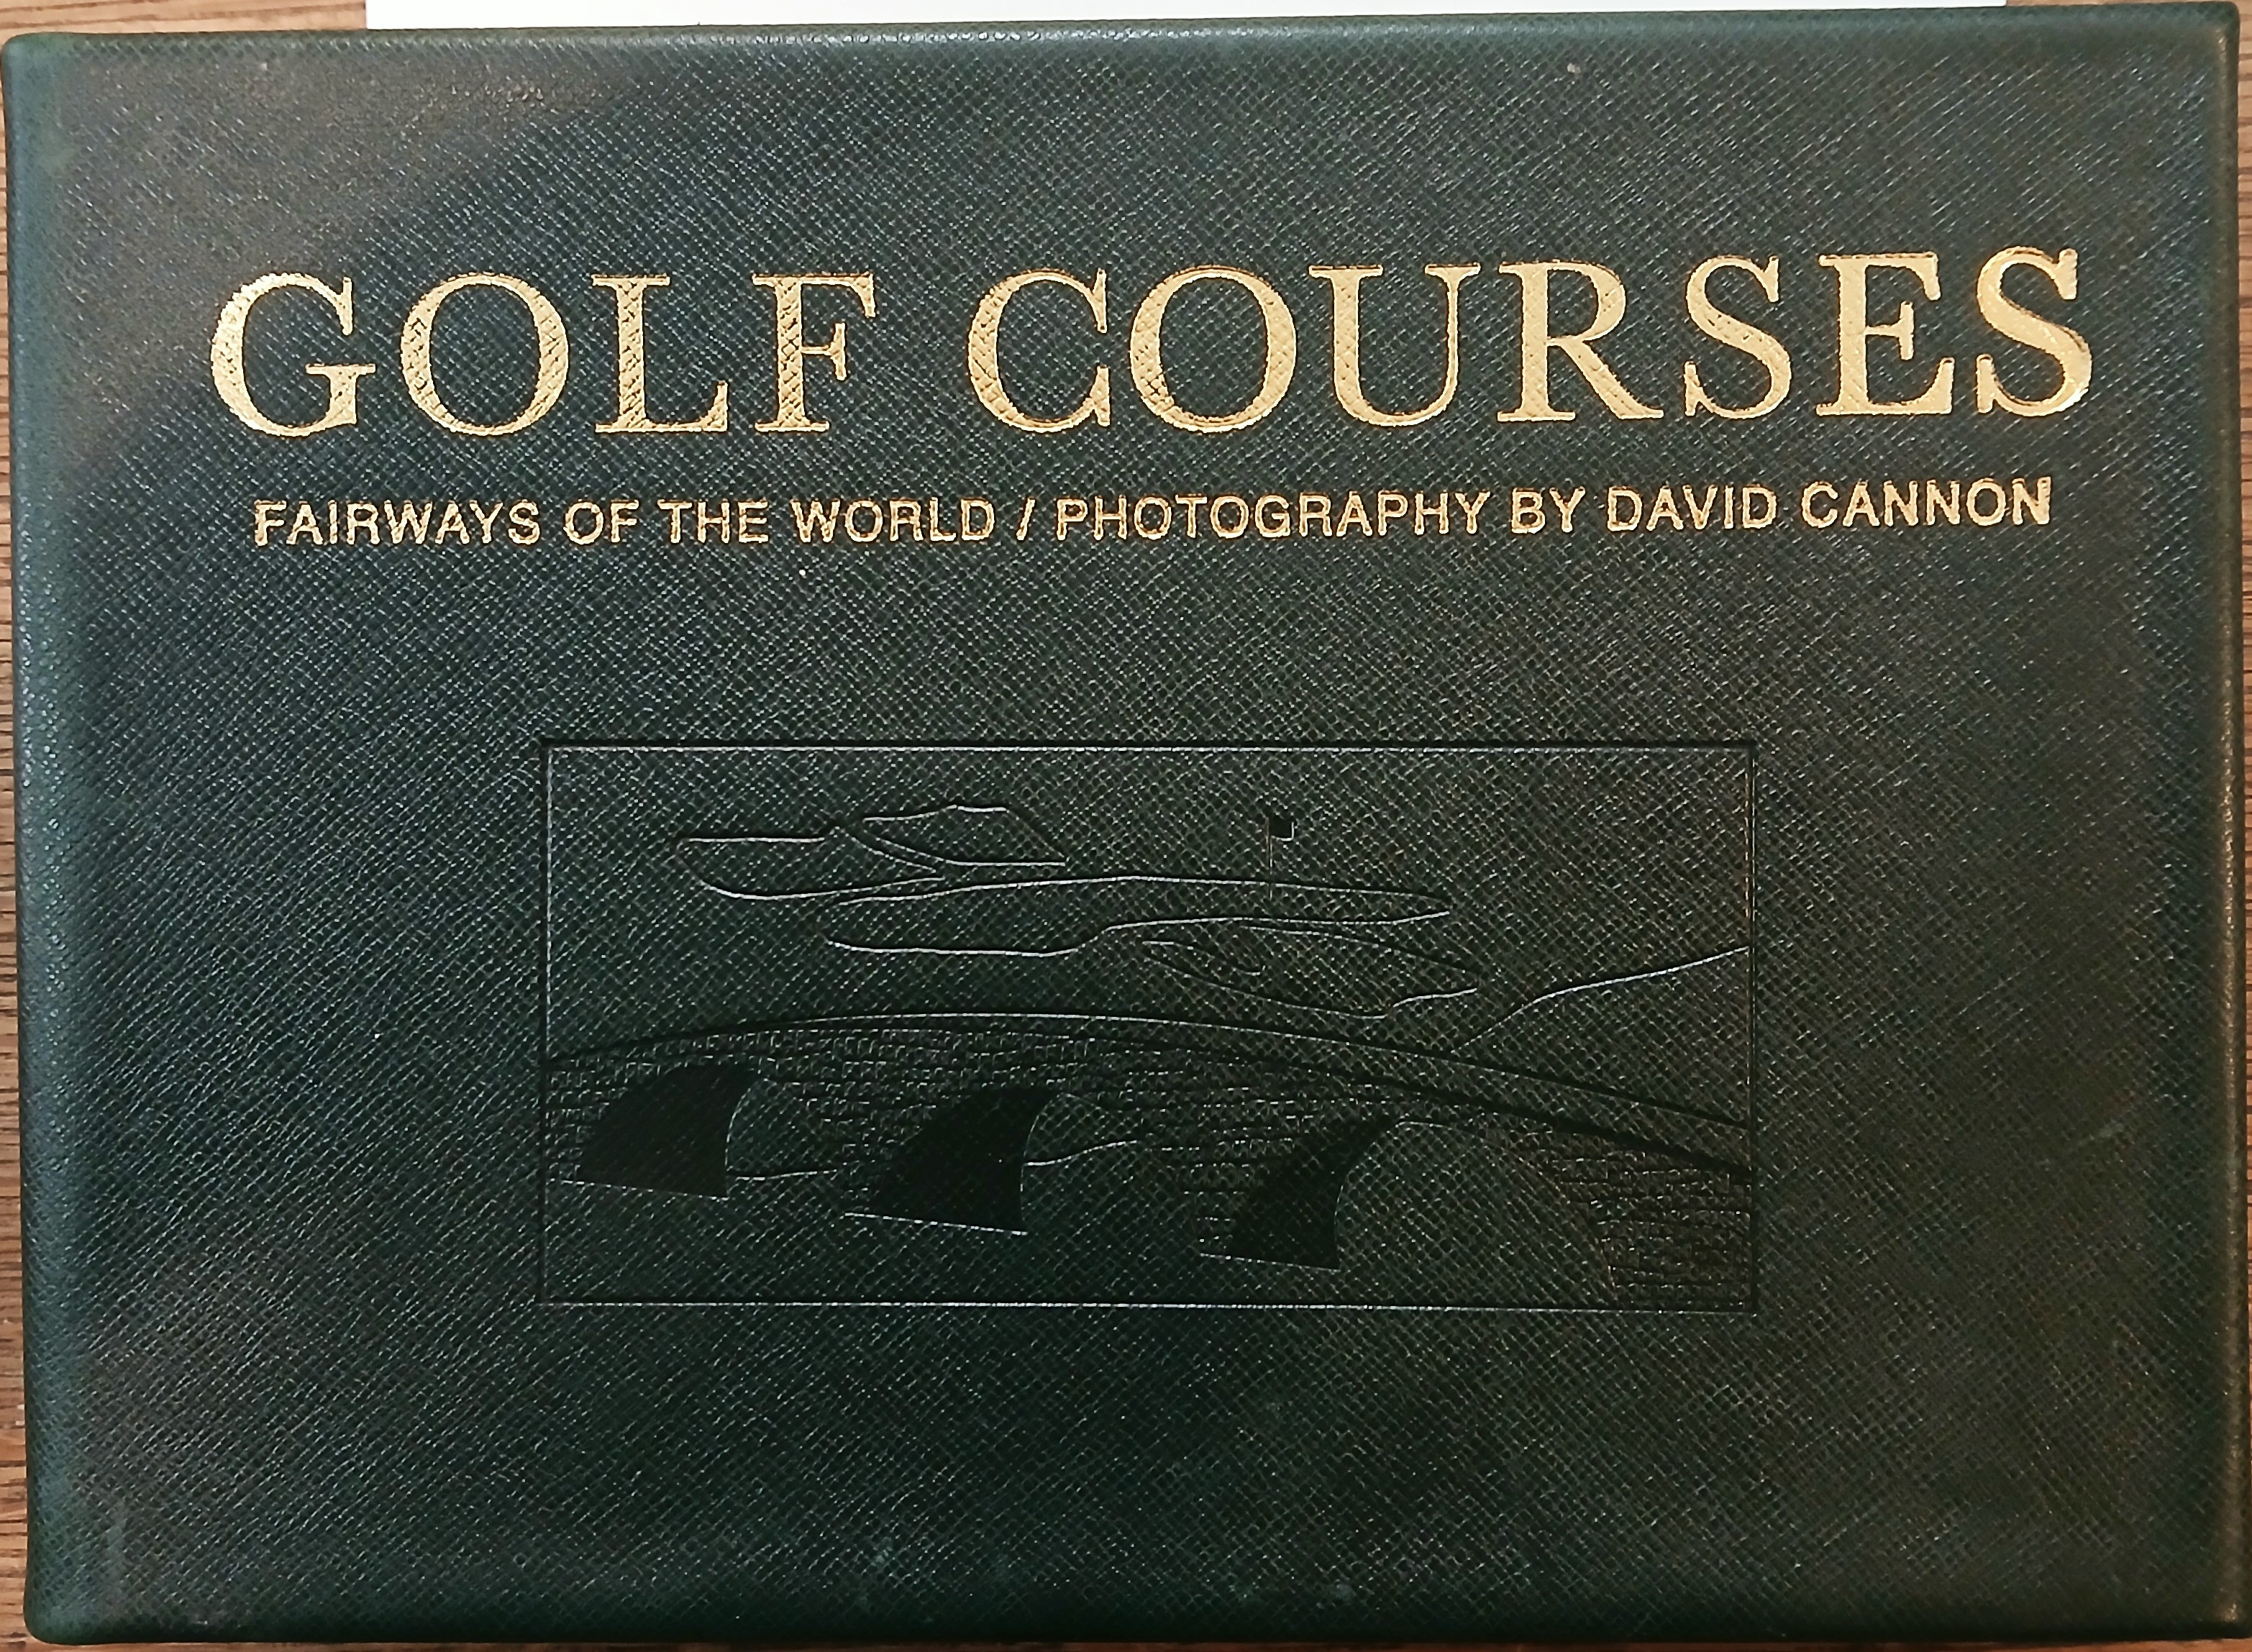 GOLF COURSES
FAIRWAYS OF THE WORLD / PHOTOGRAPHY BY DAVID CANNON